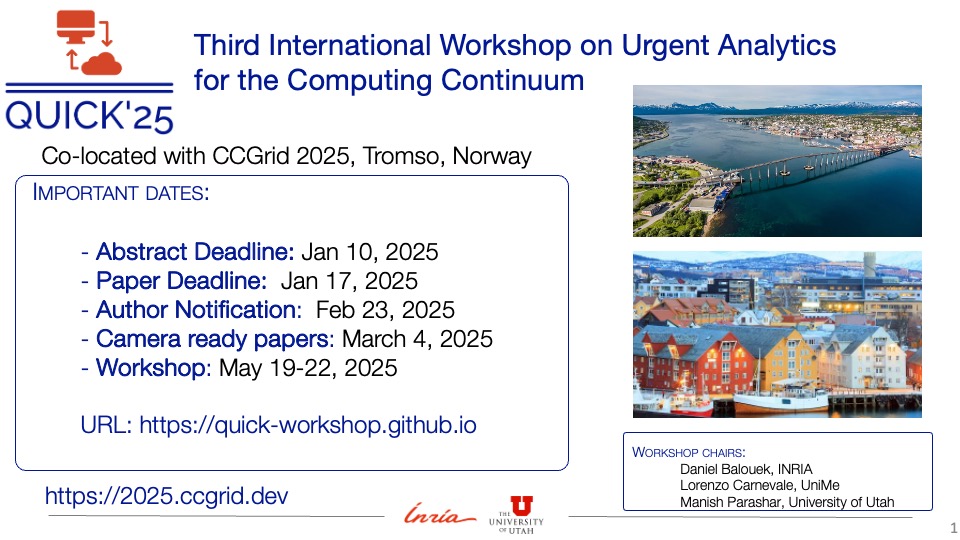 QUICK'25
Third International Workshop on Urgent Analytics
for the Computing Continuum
Co-located with CCGrid 2025, Tromso, Norway
IMPORTANT DATES:
- Abstract Deadline: Jan 10, 2025
- Paper Deadline: Jan 17, 2025
- Author Notification: Feb 23, 2025
- Camera ready papers: March 4, 2025
- Workshop: May 19-22, 2025
URL: https://quick-workshop.github.io
WORKSHOP CHAIRS:
Daniel Balouek, INRIA
Lorenzo Carnevale, UniMe
Manish Parashar, University of Utah
https://2025.ccgrid.dev
Inria
U
THE
UNIVERSITY
OF UTAH
1